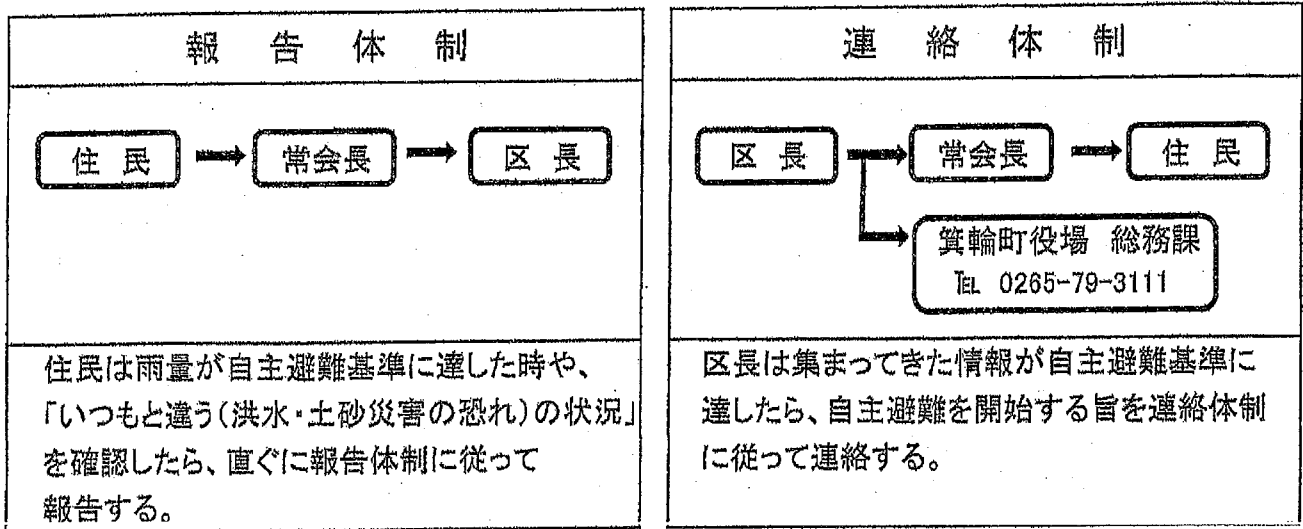 報告体制
住民
常会長
区長
住民は雨量が自主避難基準に達した時や、
「いつもと違う(洪水・土砂災害の恐れ)の状況」
を確認したら、直ぐに報告体制に従って
報告する。
連絡体制
区長
常会長
住民
箕輪町役場 総務課
℡ 0265-79-3111
区長は集まってきた情報が自主避難基準に
達したら、自主避難を開始する旨を連絡体制
に従って連絡する。